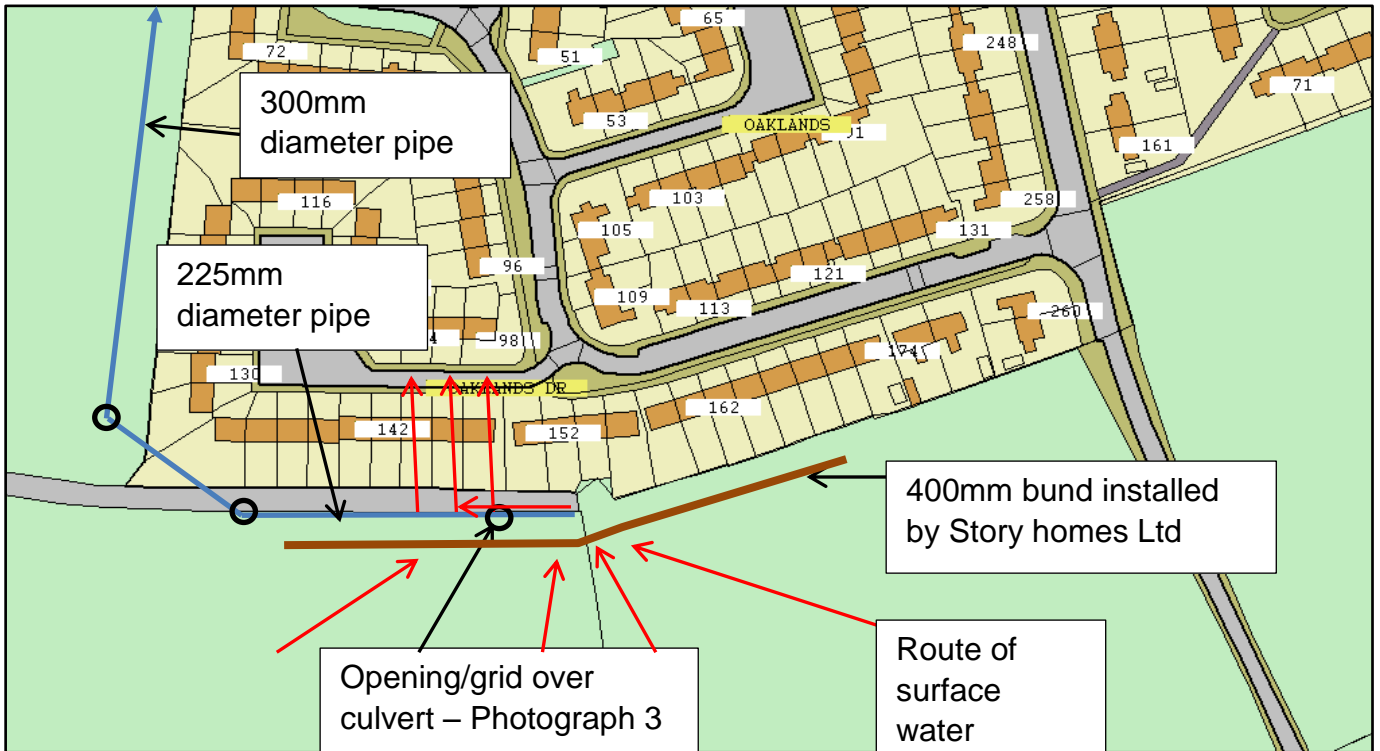 65
72
51
248
300mm
diameter pipe
53
OAKLANDS
71
161
116
103
258
105
131
225mm
diameter pipe
96
121
109
113
260
98
174
130
OAKLANDS DR
162
142
152
400mm bund installed
by Story homes Ltd
Opening/grid over
culvert – Photograph 3
Route of
surface
water